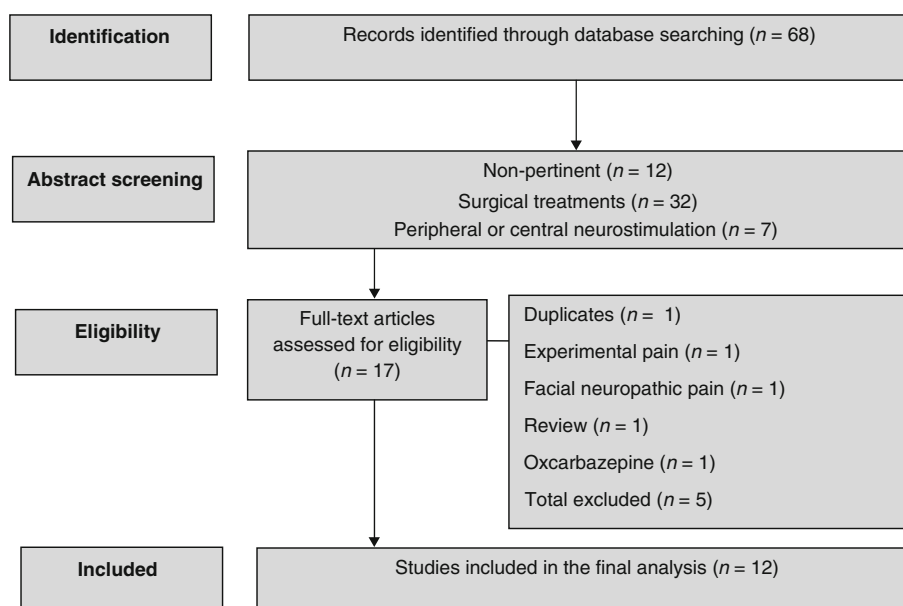 Identification
Records identified through database searching (n = 68)
Abstract screening
Non-pertinent (n = 12)
Surgical treatments (n = 32)
Peripheral or central neurostimulation (n = 7)
Eligibility
Full-text articles
assessed for eligibility
(n = 17)
Duplicates (n = 1)
Experimental pain (n = 1)
Facial neuropathic pain (n = 1)
Review (n = 1)
Oxcarbazepine (n = 1)
Total excluded (n = 5)
Included
Studies included in the final analysis (n = 12)